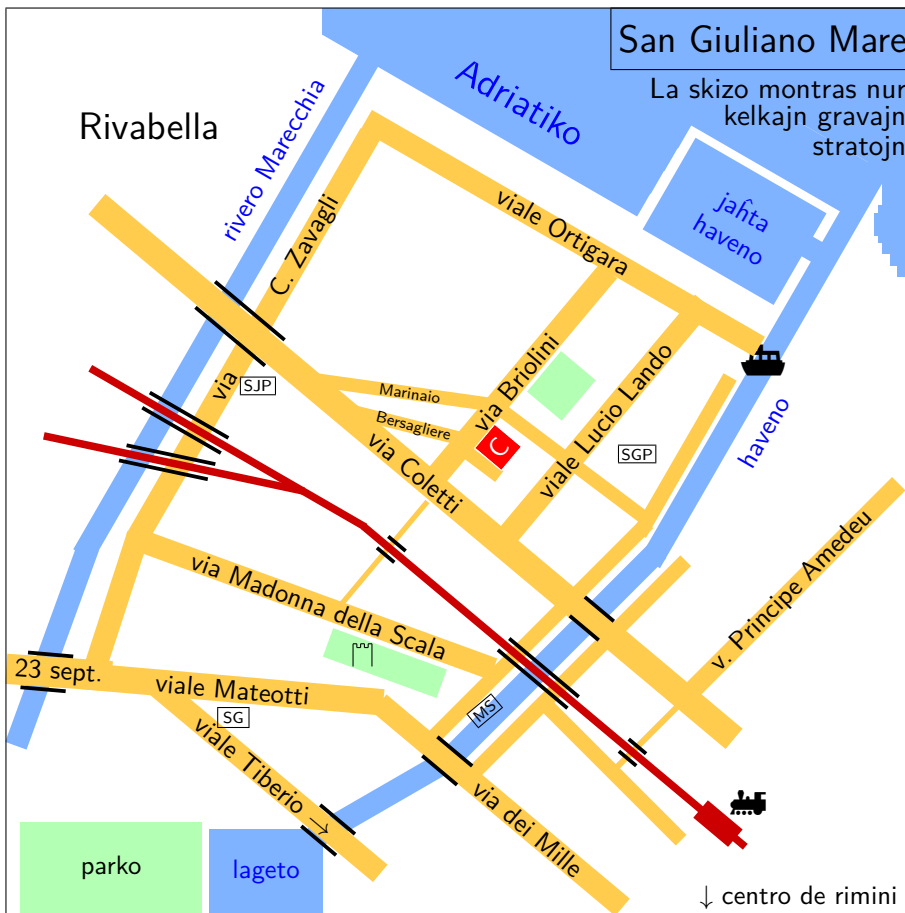 San Giuliano Mare
La skizo montras nur
kelkajn gravajn
stratojn
Adriatiko
Rivabella
rivero Marecchia
jaĥta
haveno
viale Ortigara
via C. Zavagli
SJP
Marinaio
Bersagliere
via Briolini
C
viale Lucio Lando
SGP
haveno
via Coletti
via Madonna della Scala
v. Principe Amedeu
23 sept.
viale Mateotti
SG
MS
viale Tiberio →
via dei Mille
parko
lageto
↓ centro de rimini